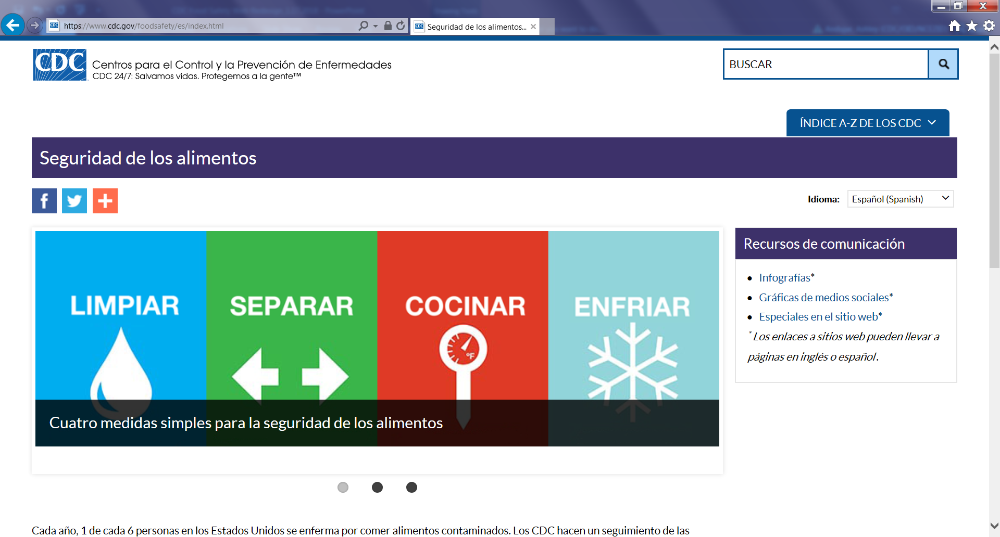 https://www.cdc.gov/foodsafety/es/index.html
CDC Seguridad de los alimentos...
CDC
Centros para el Control y la Prevención de Enfermedades
CDC 24/7: Salvamos vidas. Protegemos a la gente™
BUSCAR
ÍNDICE A-Z DE LOS CDC
Seguridad de los alimentos
Idioma: Español (Spanish)
LIMPIAR SEPARAR COCINAR ENFRIAR
°F
Cuatro medidas simples para la seguridad de los alimentos
Recursos de comunicación
• Infografías*
• Gráficas de medios sociales*
• Especiales en el sitio web*
* Los enlaces a sitios web pueden llevar a
páginas en inglés o español.
Cada año, 1 de cada 6 personas en los Estados Unidos se enferma por comer alimentos contaminados. Los CDC hacen un seguimiento de las